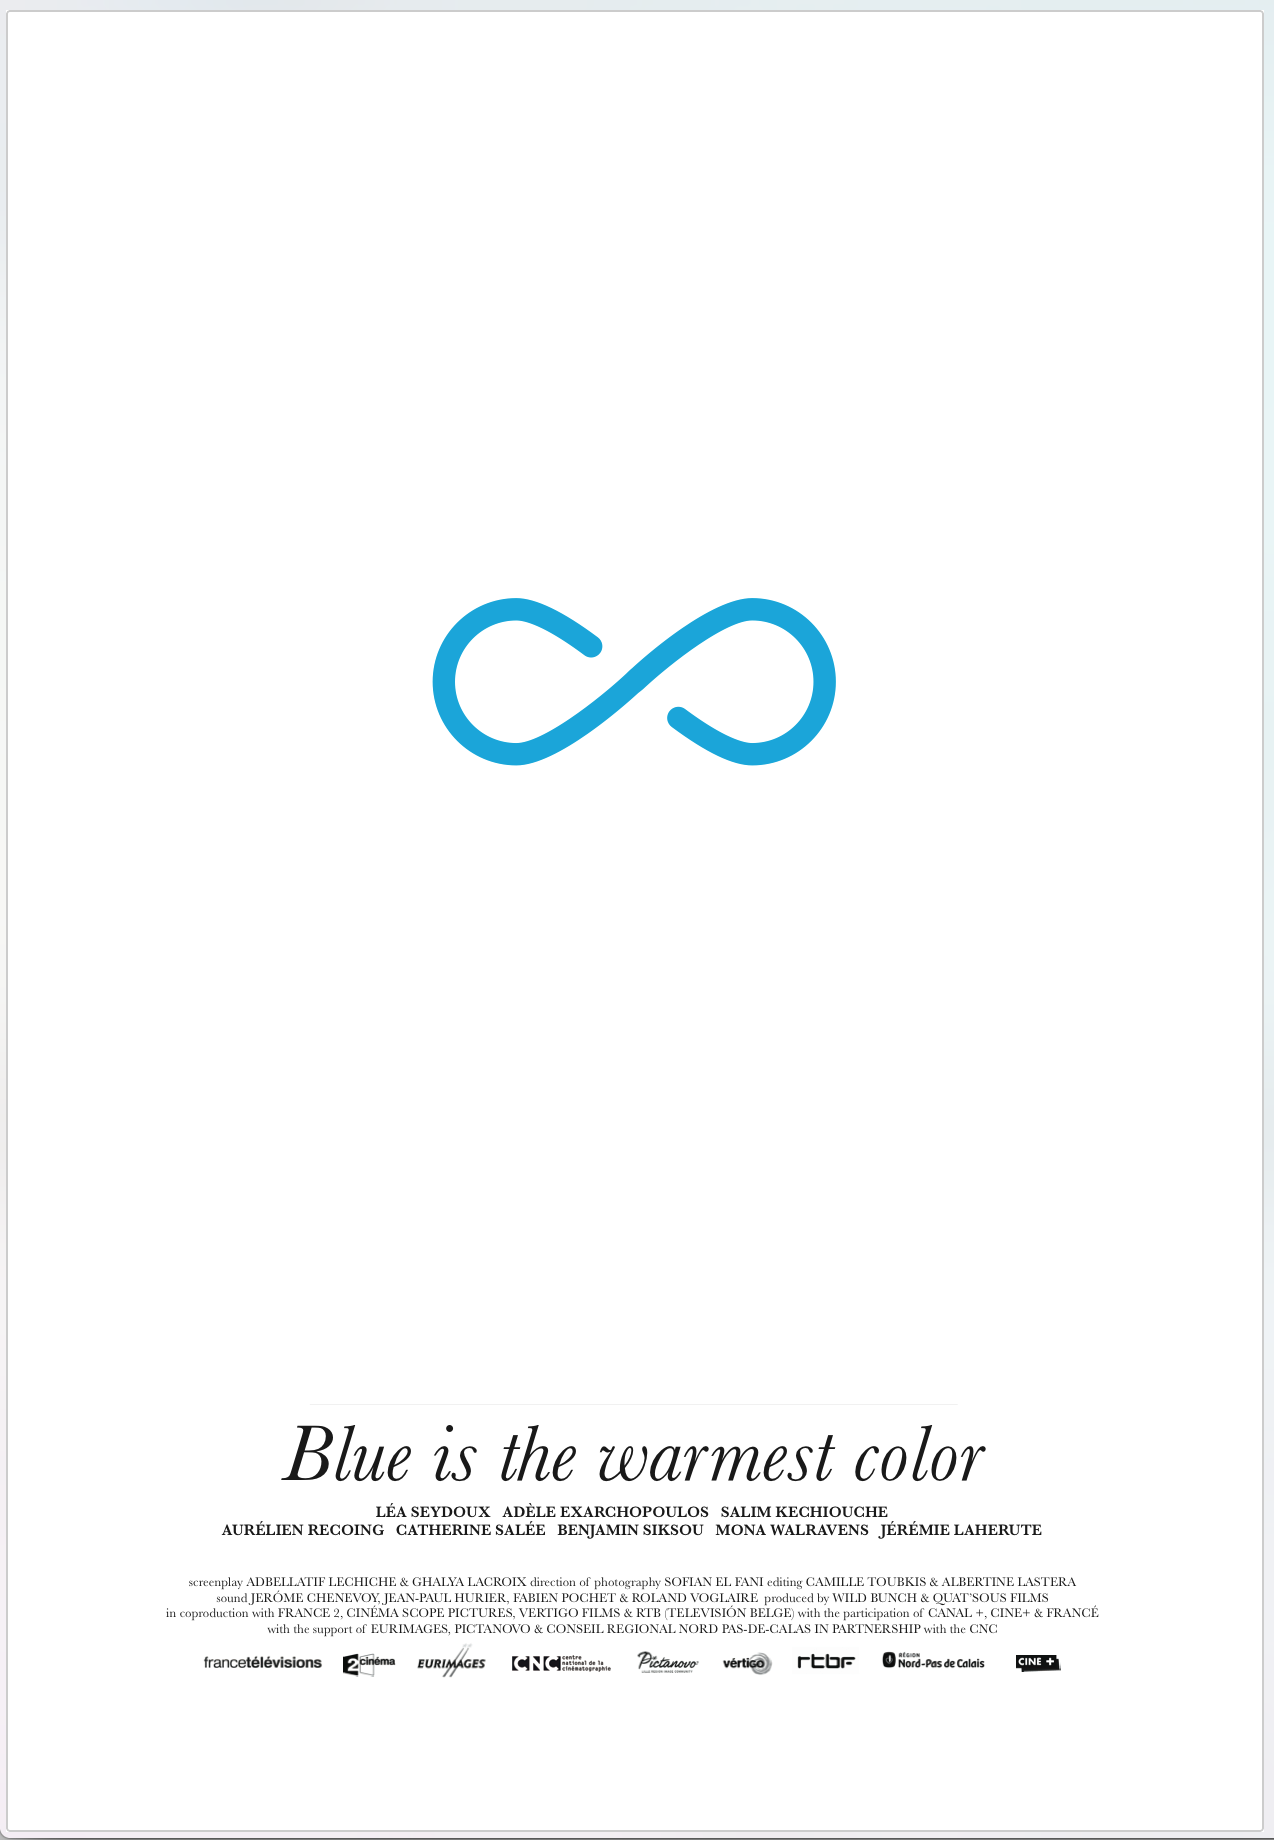 Blue is the warmest color
LÉA SEYDOUX ADÈLE EXARCHOPOULOS SALIM KECHIOUCHE
AURÉLIEN RECOING CATHERINE SALÉE BENJAMIN SIKSOU MONA WALRAVENS JÉRÉMIE LAHERUTE
screenplay ADBELLATIF LECHICHE & GHALYA LACROIX direction of photography SOFIAN EL FANI editing CAMILLE TOUBKIS & ALBERTINE LASTERA
sound JERÓME CHENEVOY, JEAN-PAUL HURIER, FABIEN POCHET & ROLAND VOGLAIRE produced by WILD BUNCH & QUAT'SOUS FILMS
in coproduction with FRANCE 2, CINÉMA SCOPE PICTURES, VERTIGO FILMS & RTB (TELEVISIÓN BELGE) with the participation of CANAL +, CINE+ & FRANCÉ
with the support of EURIMAGES, PICTANOVO & CONSEIL REGIONAL NORD PAS-DE-CALAS IN PARTNERSHIP with the CNC
francetélévisions
2 cinéma
EURIMAGES
CNC
centre
national de la
cinématographie
Pictanovo
vértigo
rtbf
RÉGION
Nord-Pas de Calais
CINE +